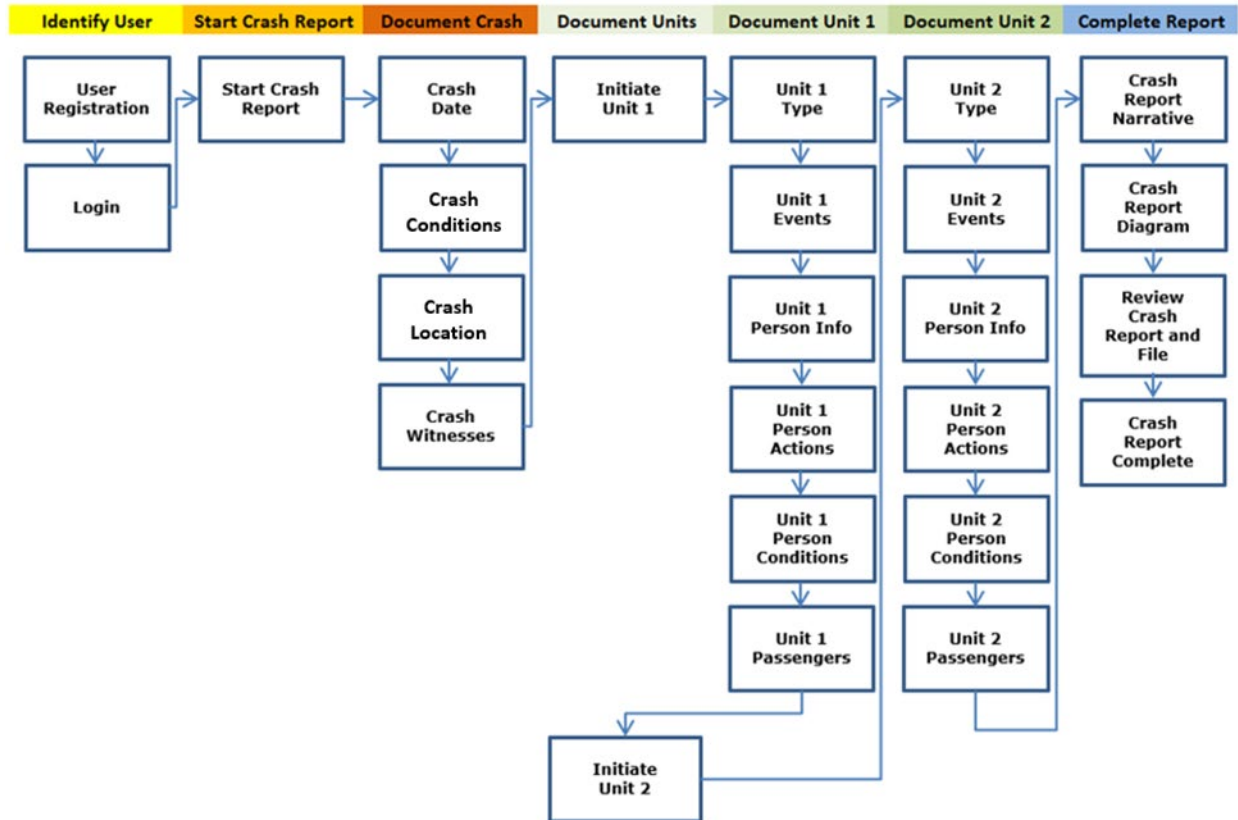 Identify User
Start Crash Report
Document Crash
Document Units
Document Unit 1
Document Unit 2
Complete Report
User
Registration
Login
Start Crash
Report
Crash
Date
Crash
Conditions
Crash
Location
Crash
Witnesses
Initiate
Unit 1
Unit 1
Type
Unit 1
Events
Unit 1
Person Info
Unit 1
Person
Actions
Unit 1
Person
Conditions
Unit 1
Passengers
Initiate
Unit 2
Unit 2
Type
Unit 2
Events
Unit 2
Person Info
Unit 2
Person
Actions
Unit 2
Person
Conditions
Unit 2
Passengers
Crash
Report
Narrative
Crash
Report
Diagram
Review
Crash
Report and
File
Crash
Report
Complete